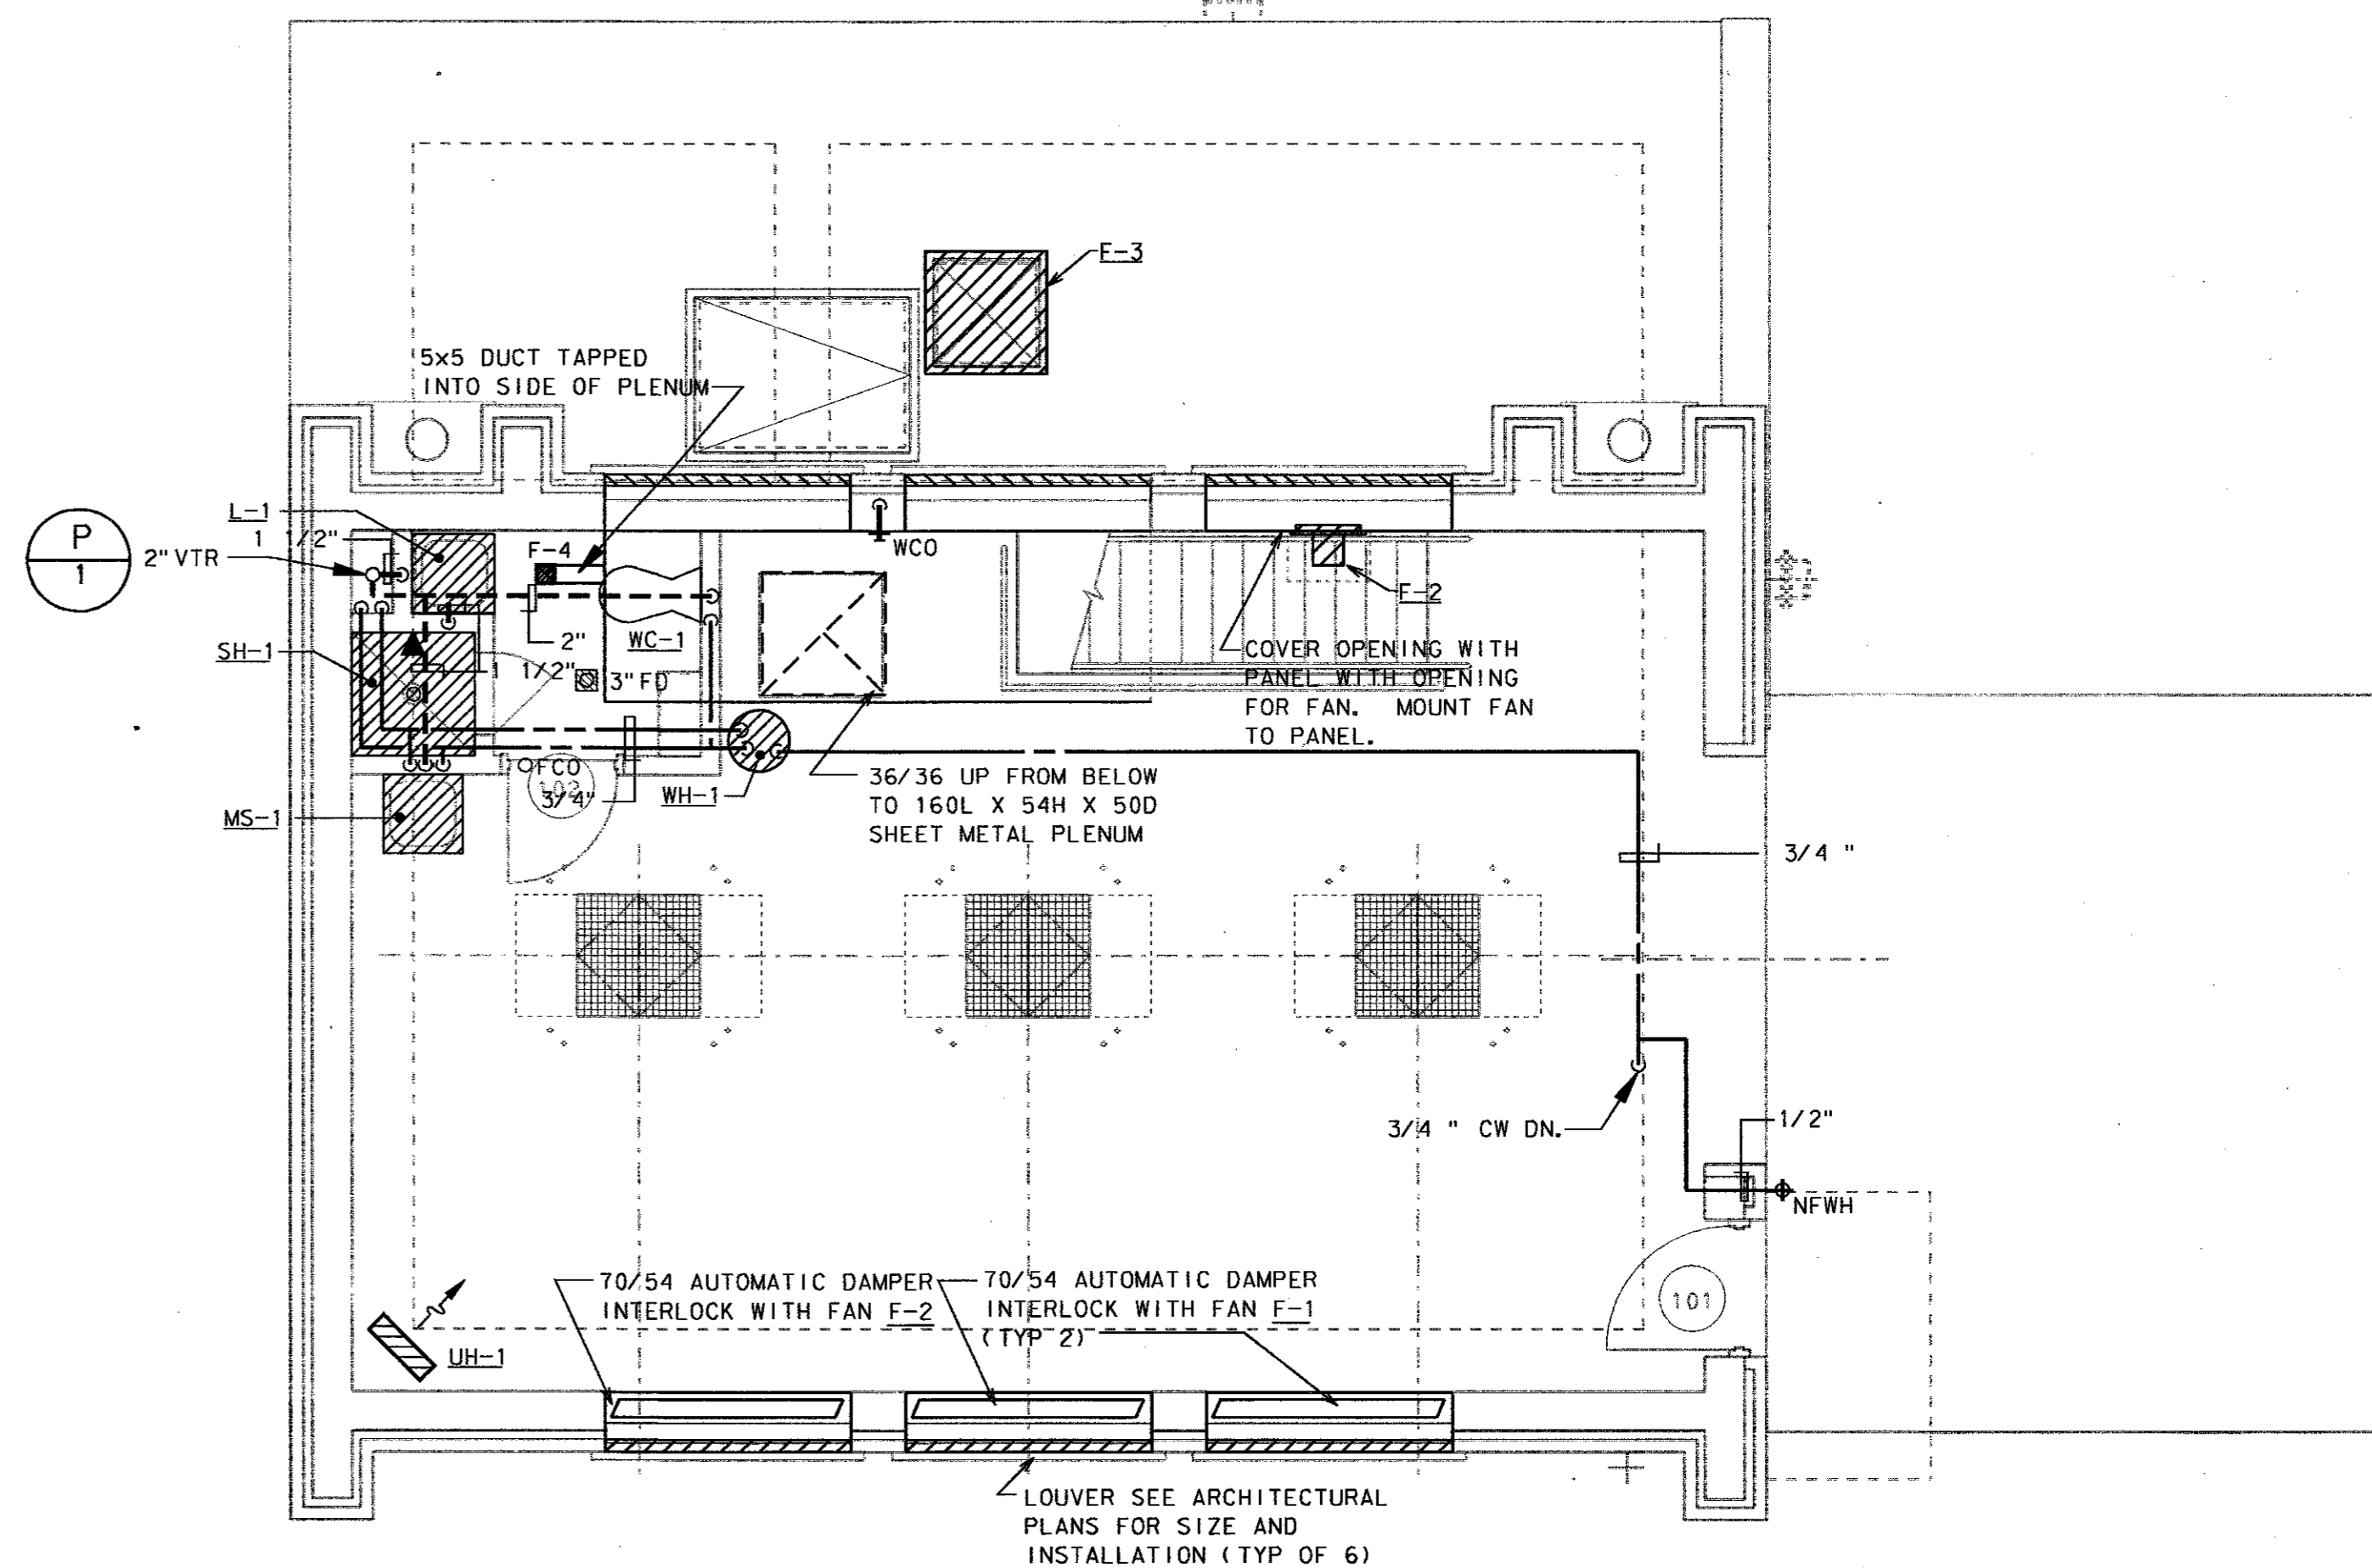 F-3
5x5 DUCT TAPPED
INTO SIDE OF PLENUM
P
1
L-1
1 1/2"
2" VTR
F-4
WCO
F-2
2"
WC-1
SH-1
1 1/2"
3" FD
COVER OPENING WITH
PANEL WITH OPENING
FOR FAN. MOUNT FAN
TO PANEL.
FCO
102
3/4"
WH-1
MS-1
36/36 UP FROM BELOW
TO 160L X 54H X 50D
SHEET METAL PLENUM
3/4 "
3/4 " CW DN.
1/2"
NFWH
70/54 AUTOMATIC DAMPER
INTERLOCK WITH FAN F-2
70/54 AUTOMATIC DAMPER
INTERLOCK WITH FAN F-1
(TYP 2)
101
UH-1
LOUVER SEE ARCHITECTURAL
PLANS FOR SIZE AND
INSTALLATION (TYP OF 6)